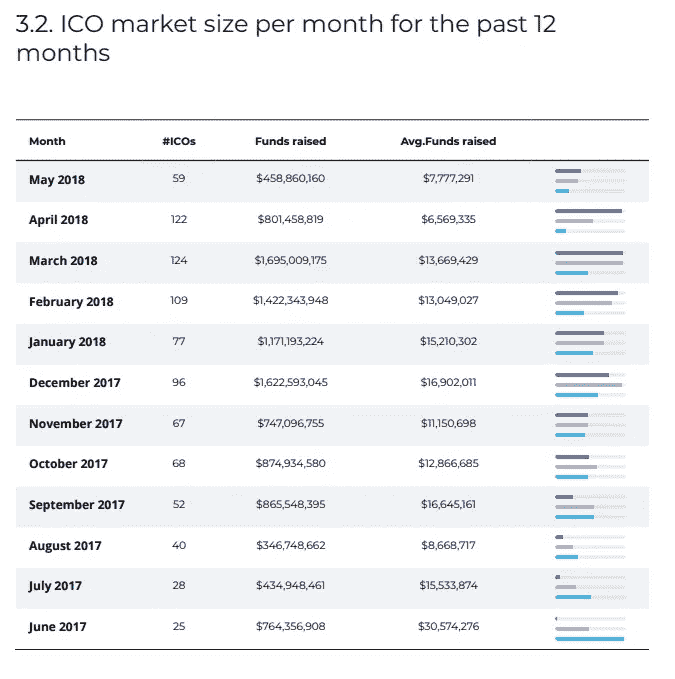 3.2. ICO market size per month for the past 12
months
Month #ICOs Funds raised Avg.Funds raised
May 2018 59 $458,860,160 $7,777,291
April 2018 122 $801,458,819 $6,569,335
March 2018 124 $1,695,009,175 $13,669,429
February 2018 109 $1,422,343,948 $13,049,027
January 2018 77 $1,171,193,224 $15,210,302
December 2017 96 $1,622,593,045 $16,902,011
November 2017 67 $747,096,755 $11,150,698
October 2017 68 $874,934,580 $12,866,685
September 2017 52 $865,548,395 $16,645,161
August 2017 40 $346,748,662 $8,668,717
July 2017 28 $434,948,461 $15,533,874
June 2017 25 $764,356,908 $30,574,276